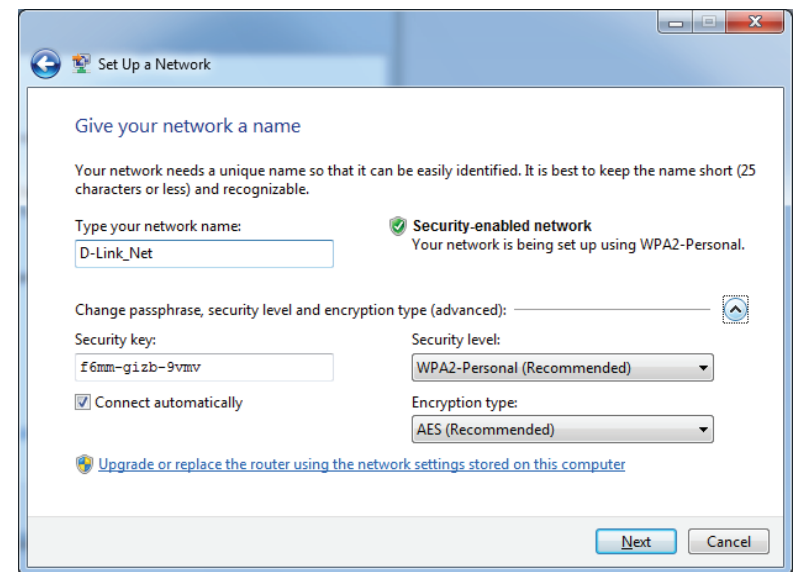 Set Up a Network
Give your network a name
Your network needs a unique name so that it can be easily identified. It is best to keep the name short (25
characters or less) and recognizable.
Type your network name:
D-Link_Net
Security-enabled network
Your network is being set up using WPA2-Personal.
Change passphrase, security level and encryption type (advanced):
Security key:
f6mm-gizb-9vmv
Security level:
WPA2-Personal (Recommended)
Connect automatically
Encryption type:
AES (Recommended)
Upgrade or replace the router using the network settings stored on this computer
Next
Cancel